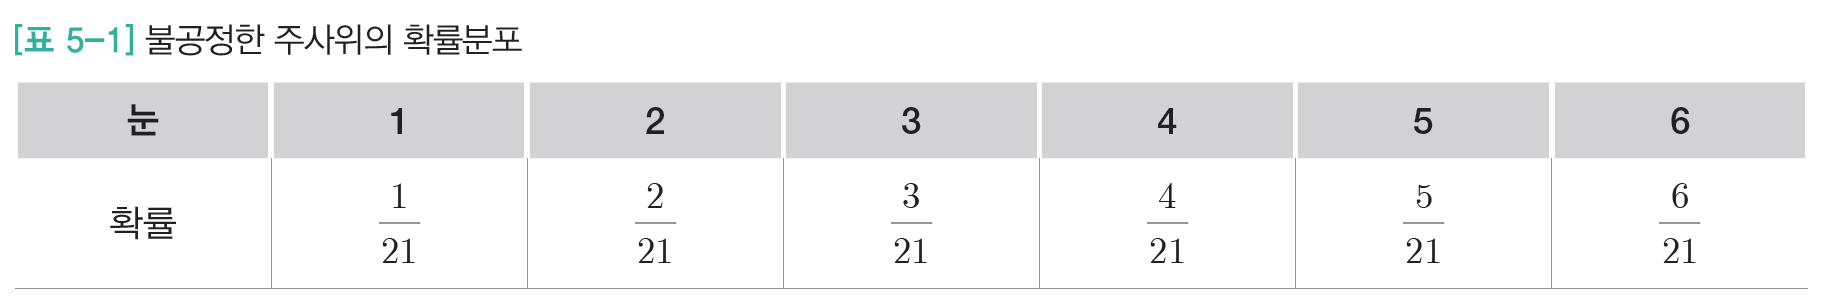 [표 5-1] 불공정한 주사위의 확률분포
눈 1 2 3 4 5 6
확률 1/21 2/21 3/21 4/21 5/21 6/21